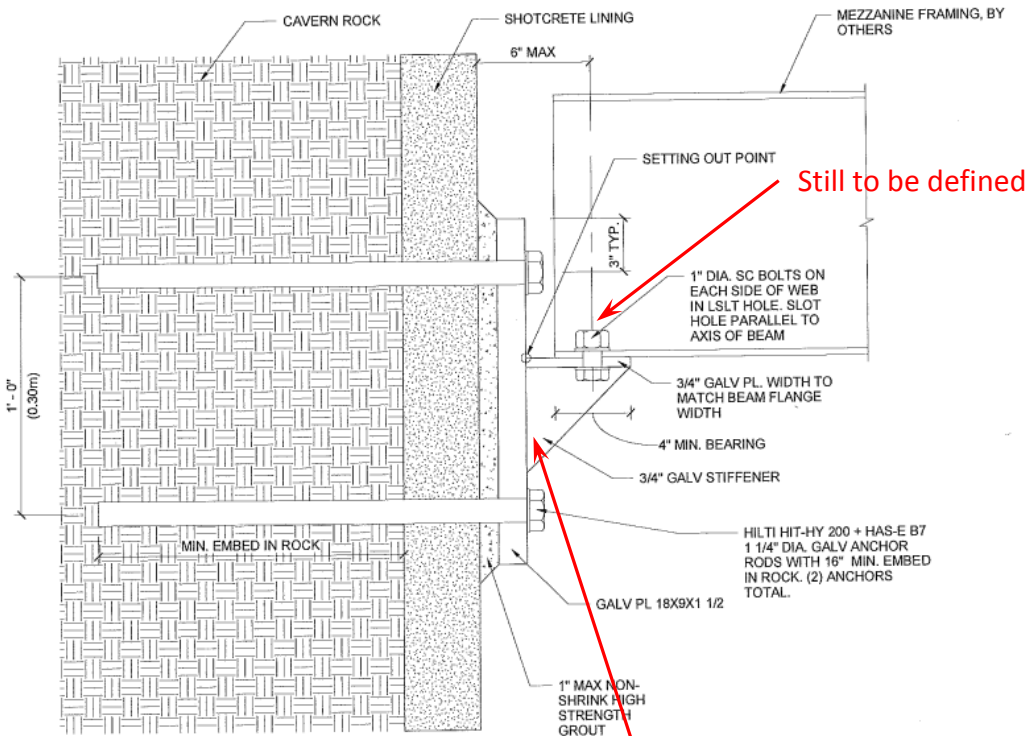 CAVERN ROCK
SHOTCRETE LINING
MEZZANINE FRAMING, BY
OTHERS
6" MAX
SETTING OUT POINT
Still to be defined
3" TYP.
1" DIA. SC BOLTS ON
EACH SIDE OF WEB
IN LSLT HOLE. SLOT
HOLE PARALLEL TO
AXIS OF BEAM
1' - 0"
(0.30m)
3/4" GALV PL. WIDTH TO
MATCH BEAM FLANGE
WIDTH
4" MIN. BEARING
3/4" GALV STIFFENER
MIN. EMBED IN ROCK
HILTI HIT-HY 200 + HAS-E B7
1 1/4" DIA. GALV ANCHOR
RODS WITH 16" MIN. EMBED
IN ROCK. (2) ANCHORS
TOTAL.
GALV PL 18X9X1 1/2
1" MAX NON-
SHRINK HIGH
STRENGTH
GROUT